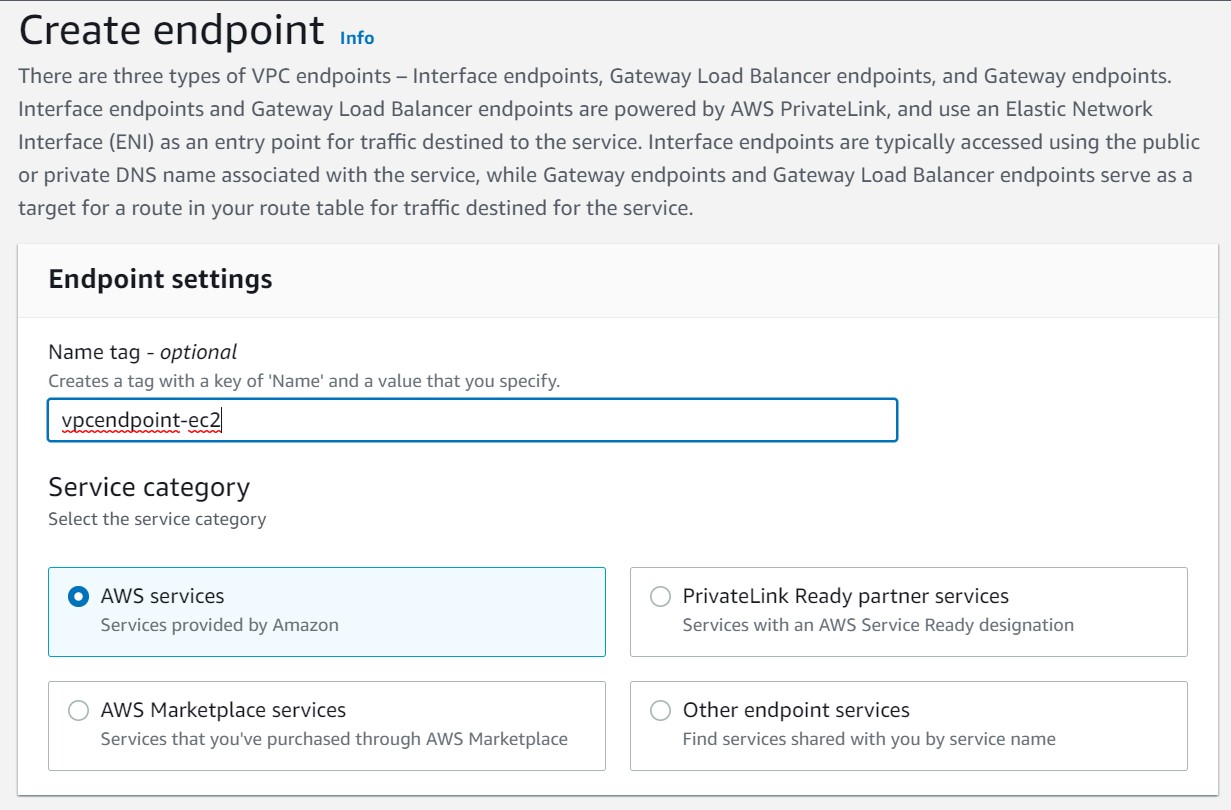 Create endpoint Info
There are three types of VPC endpoints – Interface endpoints, Gateway Load Balancer endpoints, and Gateway endpoints.
Interface endpoints and Gateway Load Balancer endpoints are powered by AWS PrivateLink, and use an Elastic Network
Interface (ENI) as an entry point for traffic destined to the service. Interface endpoints are typically accessed using the public
or private DNS name associated with the service, while Gateway endpoints and Gateway Load Balancer endpoints serve as a
target for a route in your route table for traffic destined for the service.
Endpoint settings
Name tag - optional
Creates a tag with a key of 'Name' and a value that you specify.
vpcendpoint-ec2
Service category
Select the service category
AWS services
Services provided by Amazon
PrivateLink Ready partner services
Services with an AWS Service Ready designation
AWS Marketplace services
Services that you've purchased through AWS Marketplace
Other endpoint services
Find services shared with you by service name